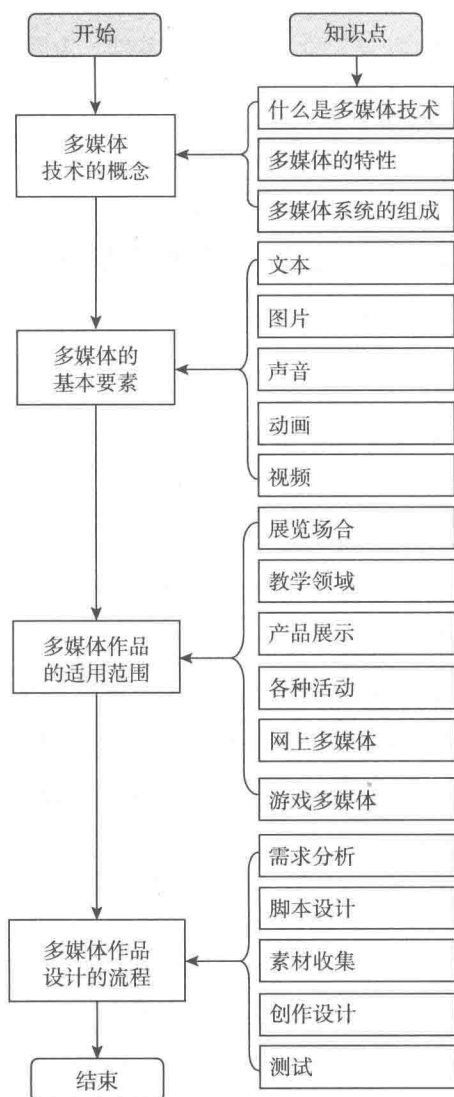 开始
知识点
多媒体
技术的概念
什么是多媒体技术
多媒体的特性
多媒体系统的组成
多媒体的
基本要素
文本
图片
声音
动画
视频
多媒体作品
的适用范围
展览场合
教学领域
产品展示
各种活动
网上多媒体
游戏多媒体
多媒体作品
设计的流程
需求分析
脚本设计
素材收集
创作设计
测试
结束